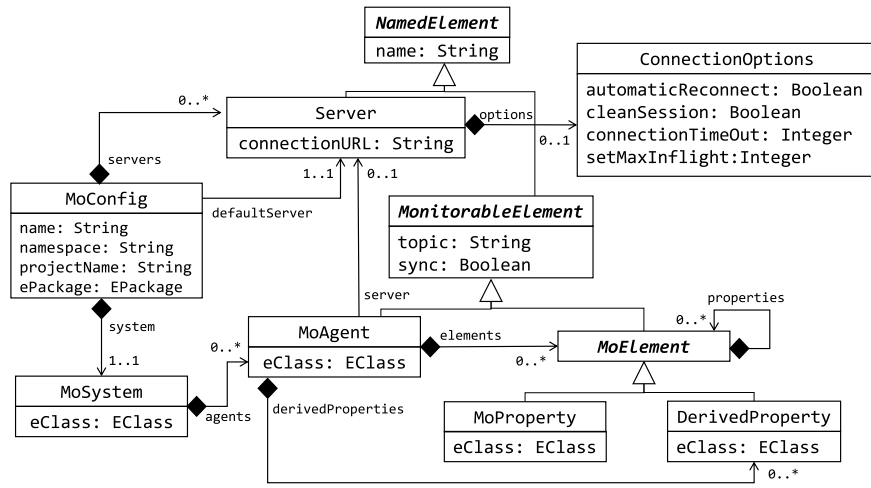 NamedElement
name: String
ConnectionOptions
automaticReconnect: Boolean
cleanSession: Boolean
connectionTimeOut: Integer
setMaxInflight:Integer
0..*
Server
connectionURL: String
options
0..1
servers
1..1
0..1
MoConfig
name: String
namespace: String
projectName: String
ePackage: EPackage
defaultServer
MonitorableElement
topic: String
sync: Boolean
server
properties
0..*
system
1..1
MoAgent
eClass: EClass
elements
0..*
MoElement
0..*
MoSystem
eClass: EClass
agents
derivedProperties
MoProperty
eClass: EClass
DerivedProperty
eClass: EClass
0..*